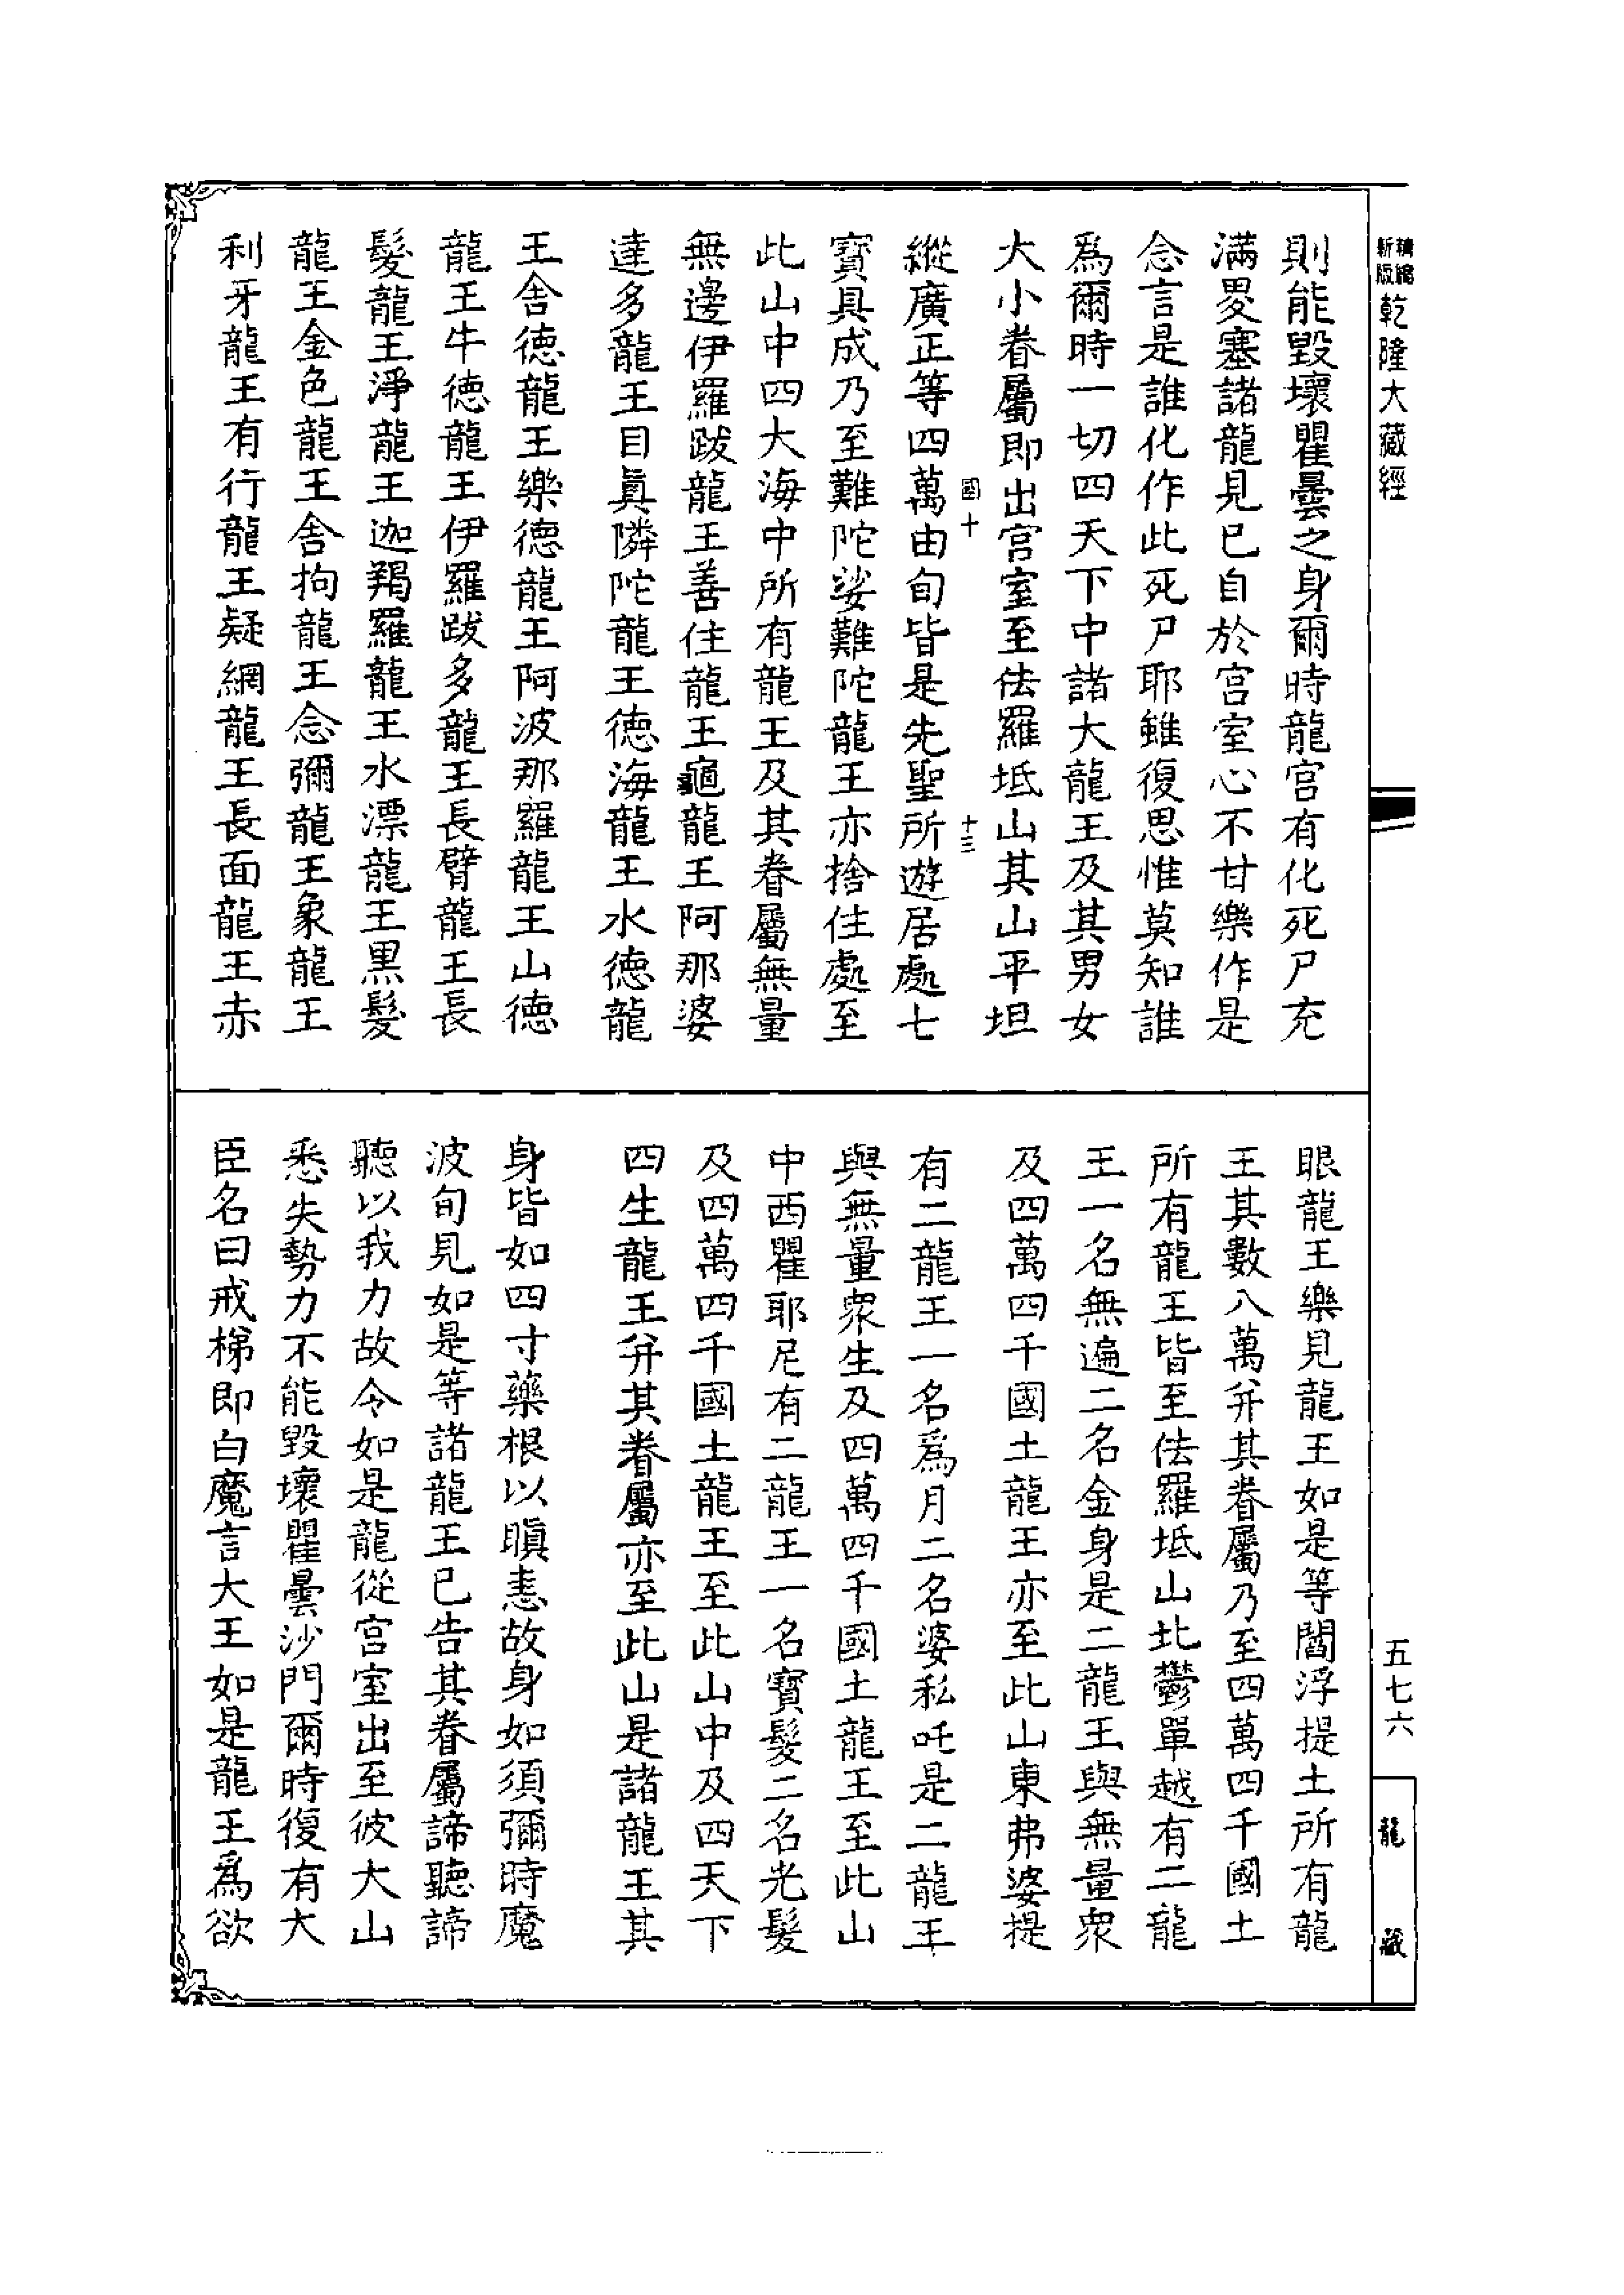 新版
精縮
乾隆大藏經
則能毀壞瞿曇之身爾時龍宮有化死尸充
滿畟塞諸龍見已自於宮室心不甘樂作是
念言是誰化作此死尸耶雖復思惟莫知誰
爲爾時一切四天下中諸大龍王及其男女
大小眷屬即出宮室至佉羅坻山其山平坦
國十
十三
縱廣正等四萬由旬皆是先聖所遊居處七
寳具成乃至難陀娑難陀龍王亦捨住處至
此山中四大海中所有龍王及其眷屬無量
無邊伊羅跋龍王善住龍王龜龍王阿那婆
達多龍王目眞隣陀龍王德海龍王水德龍
王舍德龍王樂德龍王阿波那羅龍王山德
龍王牛德龍王伊羅跋多龍王長臂龍王長
髮龍王淨龍王迦羯羅龍王水漂龍王黑髮
龍王金色龍王舍拘龍王念彌龍王象龍王
利牙龍王有行龍王疑網龍王長面龍王赤
眼龍王樂見龍王如是等閻浮提土所有龍
王其數八萬并其眷屬乃至四萬四千國土
所有龍王皆至佉羅坻山北鬱單越有二龍
王一名無遍二名金身是二龍王與無量衆
及四萬四千國土龍王亦至此山東弗婆提
有二龍王一名爲月二名婆私吒是二龍王
與無量衆生及四萬四千國土龍王至此山
中西瞿耶尼有二龍王一名寳髮二名光髮
及四萬四千國土龍王至此山中及四天下
四生龍王并其眷屬亦至此山是諸龍王其
身皆如四寸藥根以瞋恚故身如須彌時魔
波旬見如是等諸龍王已告其眷屬諦聽諦
聽以我力故令如是龍從宮室出至彼大山
悉失勢力不能毀壞瞿曇沙門爾時復有大
臣名曰戒梯即白魔言大王如是龍王爲欲
五七六
龍藏